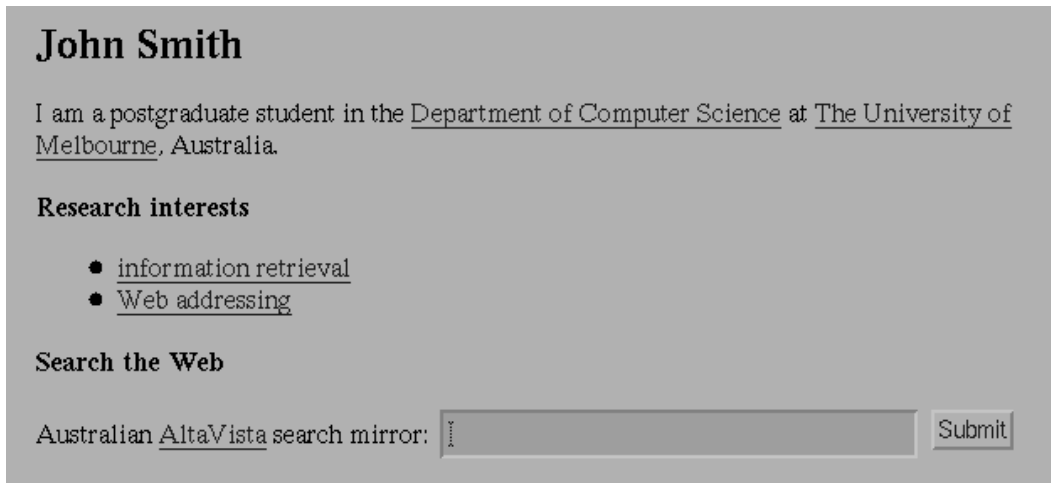 John Smith
I am a postgraduate student in the Department of Computer Science at The University of
Melbourne, Australia.
Research interests
information retrieval
Web addressing
Search the Web
Australian AltaVista search mirror: Submit